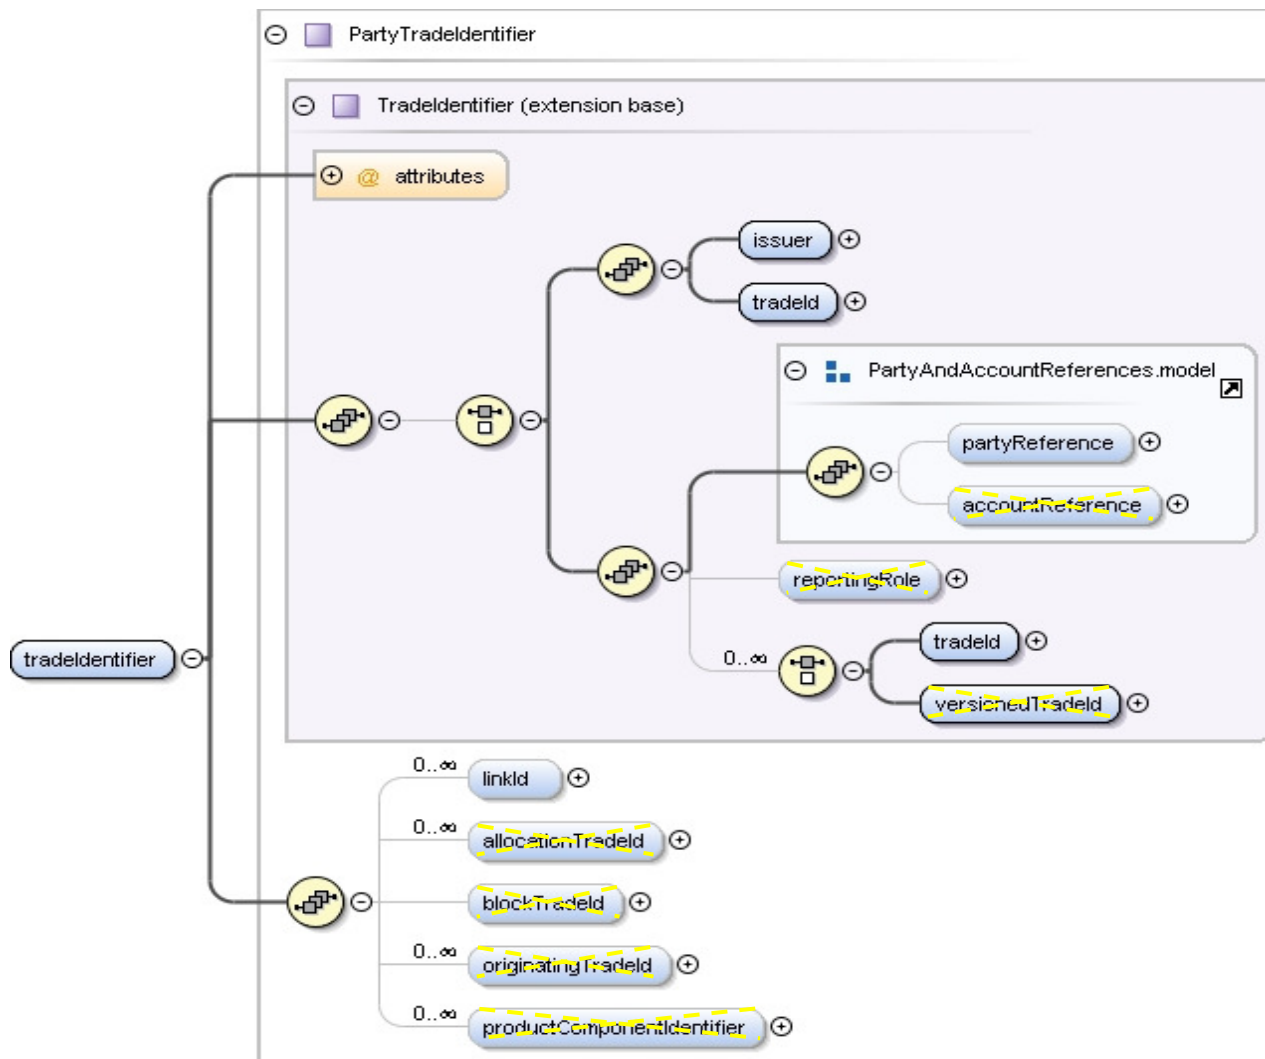 PartyTradeIdentifier
TradeIdentifier (extension base)
@ attributes
issuer
tradeId
PartyAndAccountReferences.model
partyReference
accountReference
reportingRole
tradeId
0..∞
tradeIdentifier
versionedTradeId
0..∞
linkId
0..∞
allocationTradeId
blockTradeId
0..∞
originatingTradeId
0..∞
productComponentIdentifier